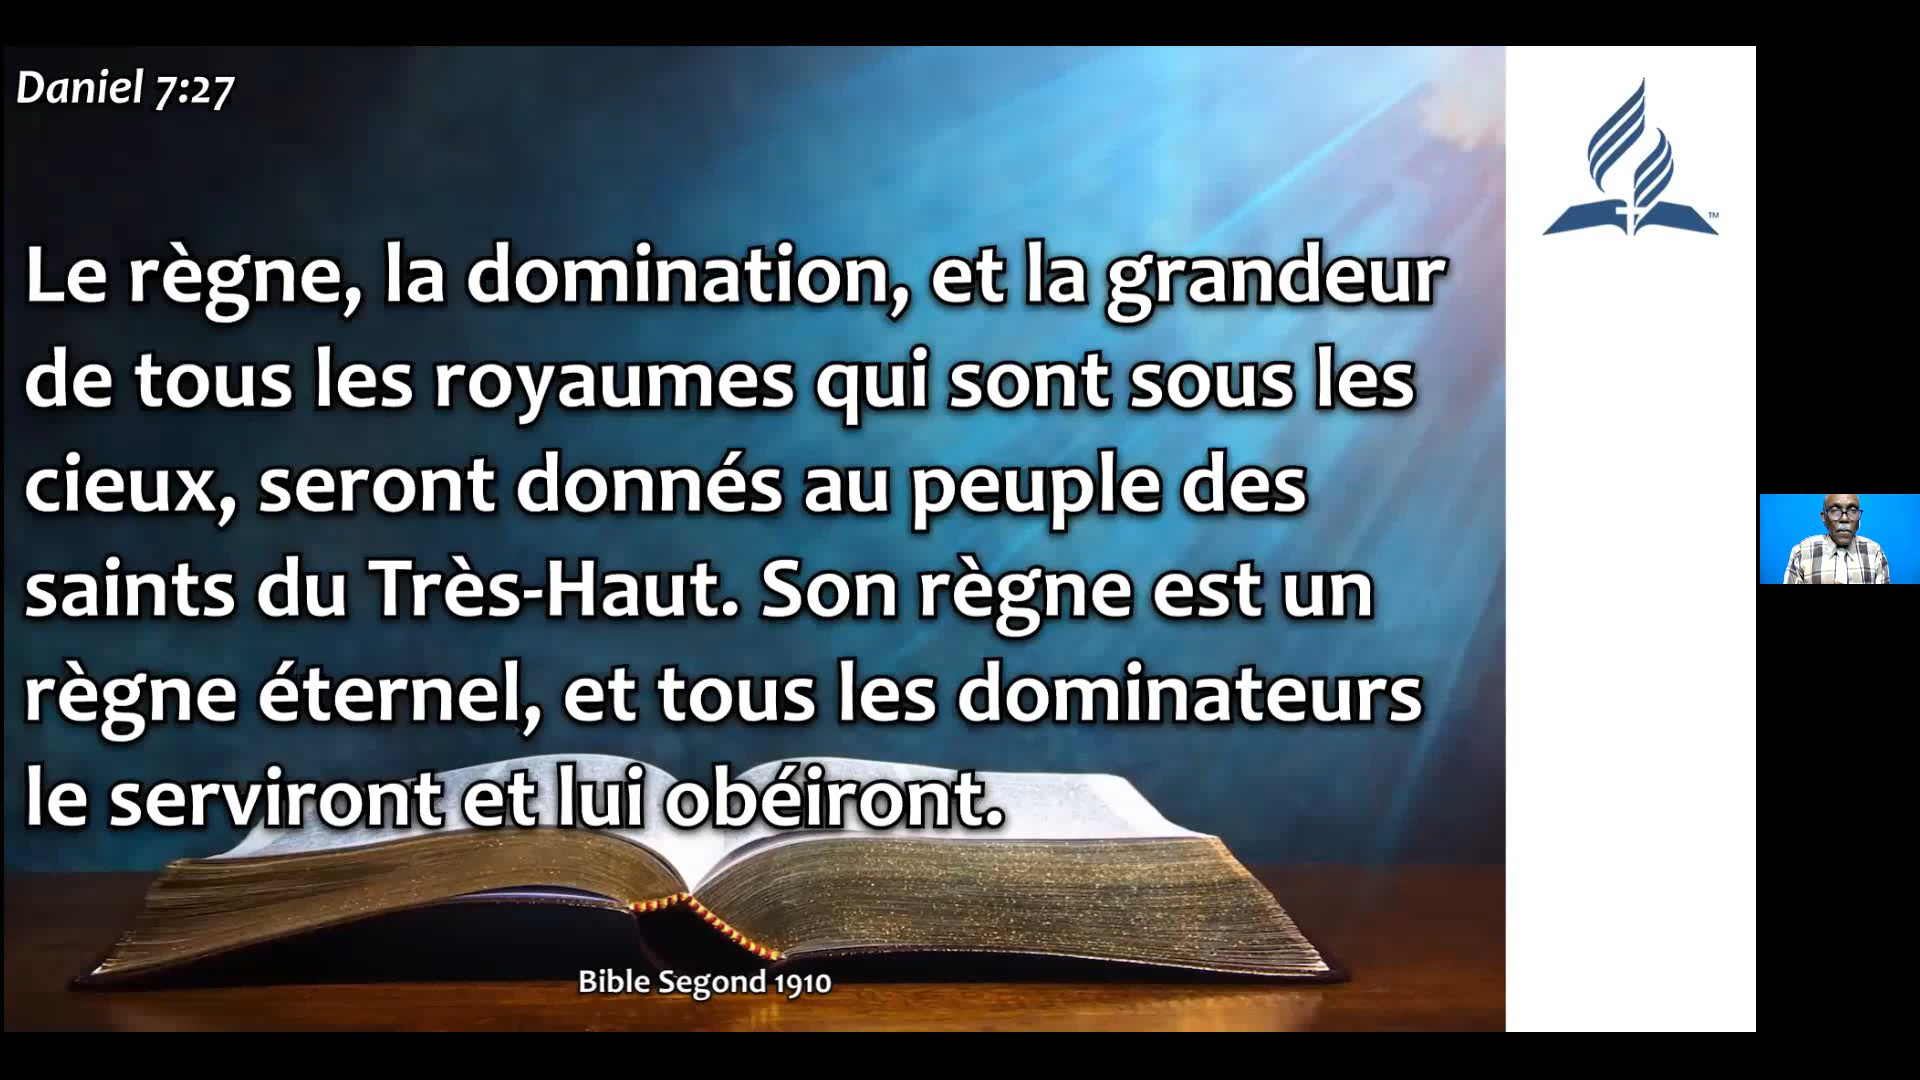 Daniel 7:27
Le règne, la domination, et la grandeur
de tous les royaumes qui sont sous les
cieux, seront donnés au peuple des
saints du Très-Haut. Son règne est un
règne éternel, et tous les dominateurs
le serviront et lui obéiront.
Bible Segond 1910
TM